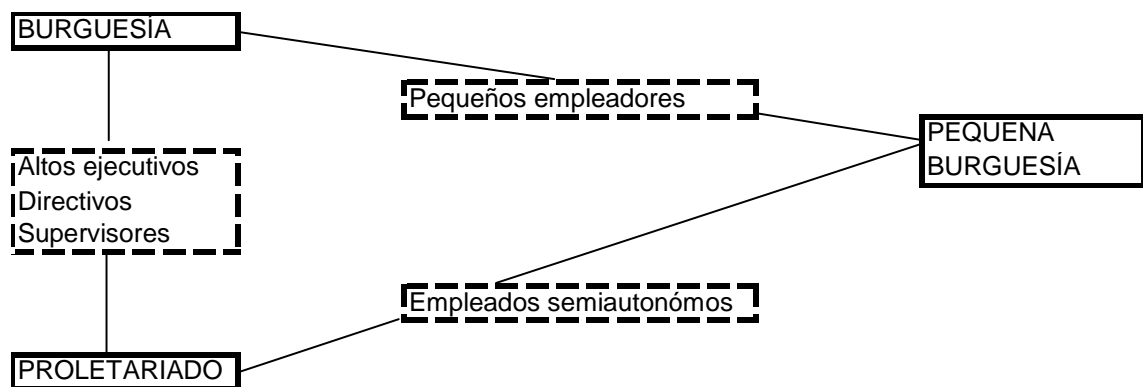 BURGUESÍA
Pequeños empleadores
PEQUENA
BURGUESÍA
Altos ejecutivos
Directivos
Supervisores
Empleados semiautonómos
PROLETARIADO